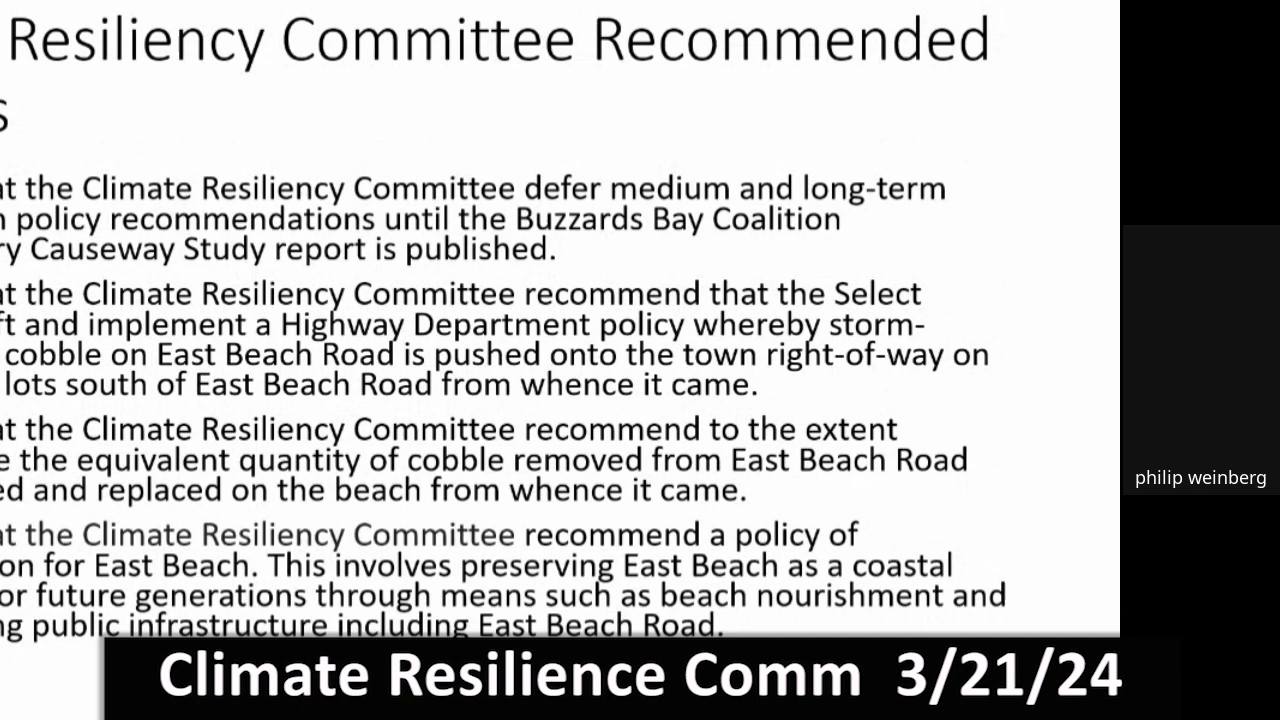 Resiliency Committee Recommended
s
at the Climate Resiliency Committee defer medium and long-term
policy recommendations until the Buzzards Bay Coalition
ry Causeway Study report is published.
at the Climate Resiliency Committee recommend that the Select
ft and implement a Highway Department policy whereby storm-
cobble on East Beach Road is pushed onto the town right-of-way on
lots south of East Beach Road from whence it came.
at the Climate Resiliency Committee recommend to the extent
e the equivalent quantity of cobble removed from East Beach Road
ed and replaced on the beach from whence it came.
at the Climate Resiliency Committee recommend a policy of
on for East Beach. This involves preserving East Beach as a coastal
or future generations through means such as beach nourishment and
ng public infrastructure including East Beach Road.
philip weinberg
Climate Resilience Comm 3/21/24